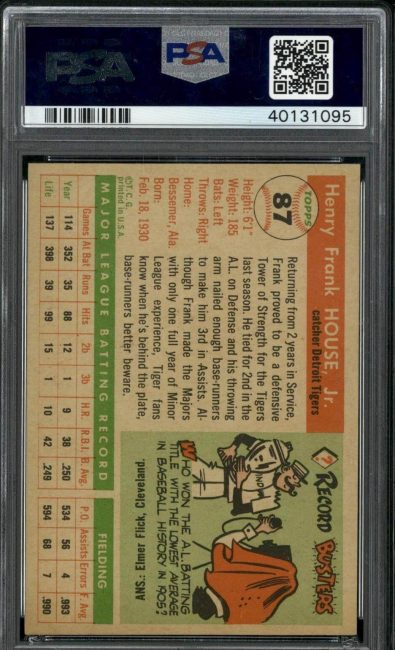 PSA
PSA
40131095
TOPPS
87
Henry Frank HOUSE, Jr.
catcher Detroit Tigers
Height: 6'1"
Weight: 185
Bats: Left
Throws: Right
Home:
Bessemer, Ala.
Born:
Feb. 18, 1930
©T. C. G.
printed in U.S.A.
Returning from 2 years in Service,
Frank proved to be a defensive
Tower of Strength for the Tigers
last season. He tied for 2nd in the
A.L. on Defense and his throwing
arm nailed enough base-runners
to make him 3rd in Assists. Al-
though Frank made the Majors
with only one full year of Minor
League experience, Tiger fans
know when he's behind the plate,
base-runners better beware.
?
RECORD
BUSTERS
WHO WON THE A.L. BATTING
TITLE WITH THE LOWEST AVERAGE
IN BASEBALL HISTORY IN 1905?
ANS.: Elmer Flick, Cleveland.
MAJOR LEAGUE BATTING RECORD FIELDING
Games At Bat Runs Hits 2b 3b H.R. R.B.I. B. Avg. P.O. Assists Errors F. Avg.
Year 114 352 35 88 12 1 9 38 .250 534 56 4 .993
Life 137 398 39 99 15 1 10 42 .249 594 68 7 .990